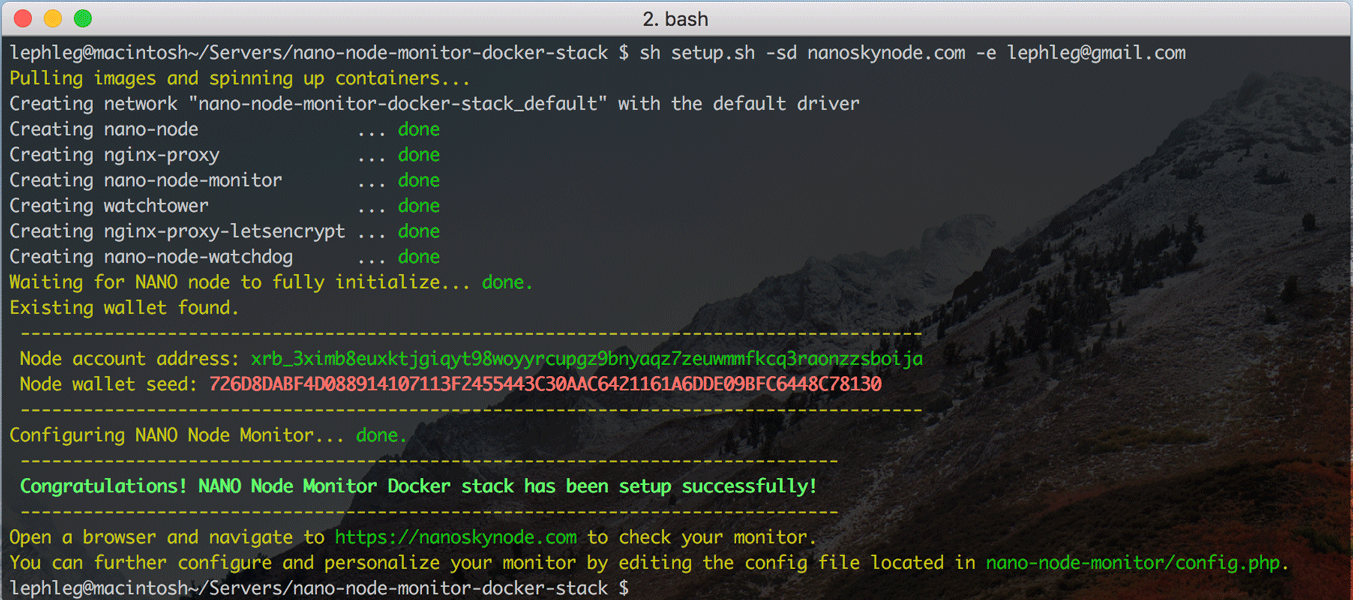 2. bash
lephleg@macintosh~/Servers/nano-node-monitor-docker-stack $ sh setup.sh -sd nanoskynode.com -e lephleg@gmail.com
Pulling images and spinning up containers...
Creating network "nano-node-monitor-docker-stack_default" with the default driver
Creating nano-node ... done
Creating nginx-proxy ... done
Creating nano-node-monitor ... done
Creating watchtower ... done
Creating nginx-proxy-letsencrypt ... done
Creating nano-node-watchdog ... done
Waiting for NANO node to fully initialize... done.
Existing wallet found.
--------------------------------------------------------------------------------------
Node account address: xrb_3ximb8euxktjgiqyt98woyyrcupgz9bnyaqz7zeuwmmfkcq3raonzzsboija
Node wallet seed: 726D8DABF4D088914107113F2455443C30AAC6421161A6DDE09BFC6448C78130
--------------------------------------------------------------------------------------
Configuring NANO Node Monitor... done.
------------------------------------------------------------------------------
Congratulations! NANO Node Monitor Docker stack has been setup successfully!
------------------------------------------------------------------------------
Open a browser and navigate to https://nanoskynode.com to check your monitor.
You can further configure and personalize your monitor by editing the config file located in nano-node-monitor/config.php.
lephleg@macintosh~/Servers/nano-node-monitor-docker-stack $